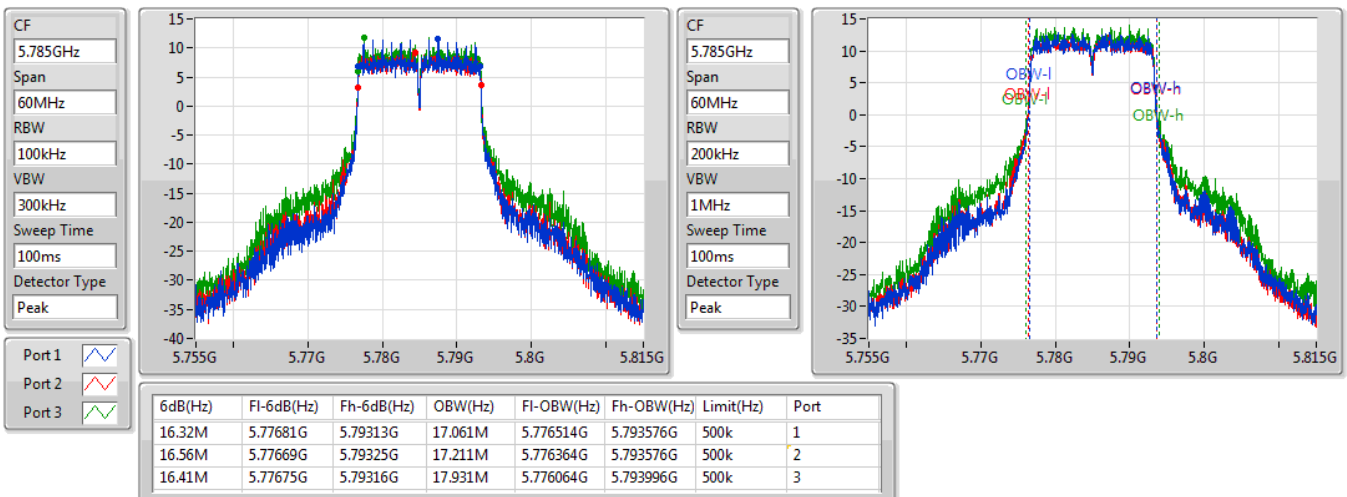 CF
5.785GHz
Span
60MHz
RBW
100kHz
VBW
300kHz
Sweep Time
100ms
Detector Type
Peak
15-
10-
5-
0-
-5-
-10-
-15-
-20-
-25-
-30-
-35-
-40-
5.755G 5.77G 5.78G 5.79G 5.8G 5.815G
CF
5.785GHz
Span
60MHz
RBW
200kHz
VBW
1MHz
Sweep Time
100ms
Detector Type
Peak
15-
10-
5-
0-
-5-
-10-
-15-
-20-
-25-
-30-
-35-
OBW-l
OBW-l
OBW-l
OBW-h
OBW-h
5.755G 5.77G 5.78G 5.79G 5.8G 5.815G
Port 1
Port 2
Port 3
6dB(Hz) Fl-6dB(Hz) Fh-6dB(Hz) OBW(Hz) Fl-OBW(Hz) Fh-OBW(Hz) Limit(Hz) Port
16.32M 5.77681G 5.79313G 17.061M 5.776514G 5.793576G 500k 1
16.56M 5.77669G 5.79325G 17.211M 5.776364G 5.793576G 500k 2
16.41M 5.77675G 5.79316G 17.931M 5.776064G 5.793996G 500k 3